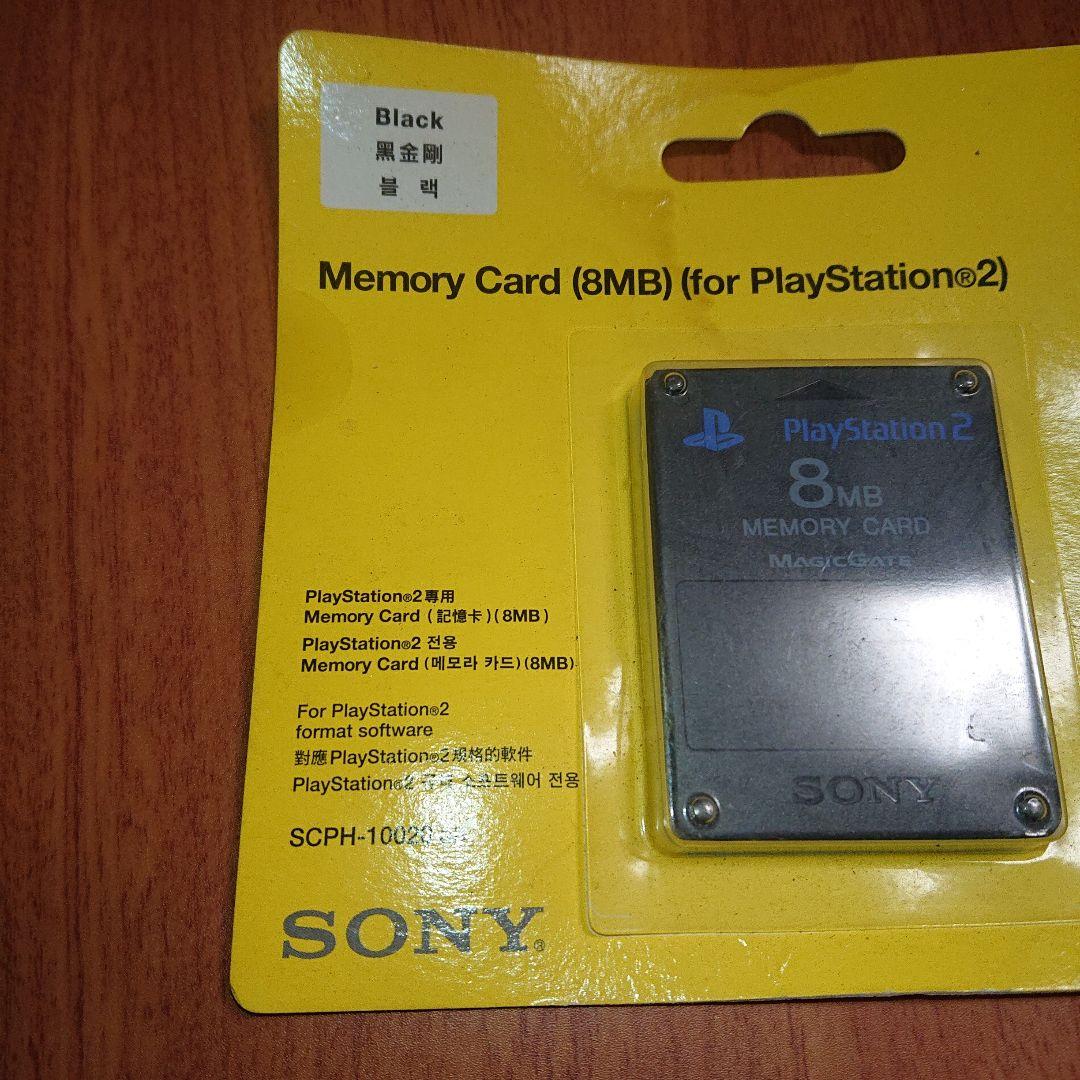 Black
黑金剛
블 랙
Memory Card (8MB) (for PlayStation®2)
PlayStation 2
8MB
MEMORY CARD
MAGICGATE
SONY
PlayStation®2專用
Memory Card (記憶卡)(8MB)
PlayStation®2 전용
Memory Card (메모라 카드)(8MB)
For PlayStation®2
format software
對應PlayStation®2規格的軟件
PlayStation®2 소프트웨어 전용
SCPH-10020
SONY®